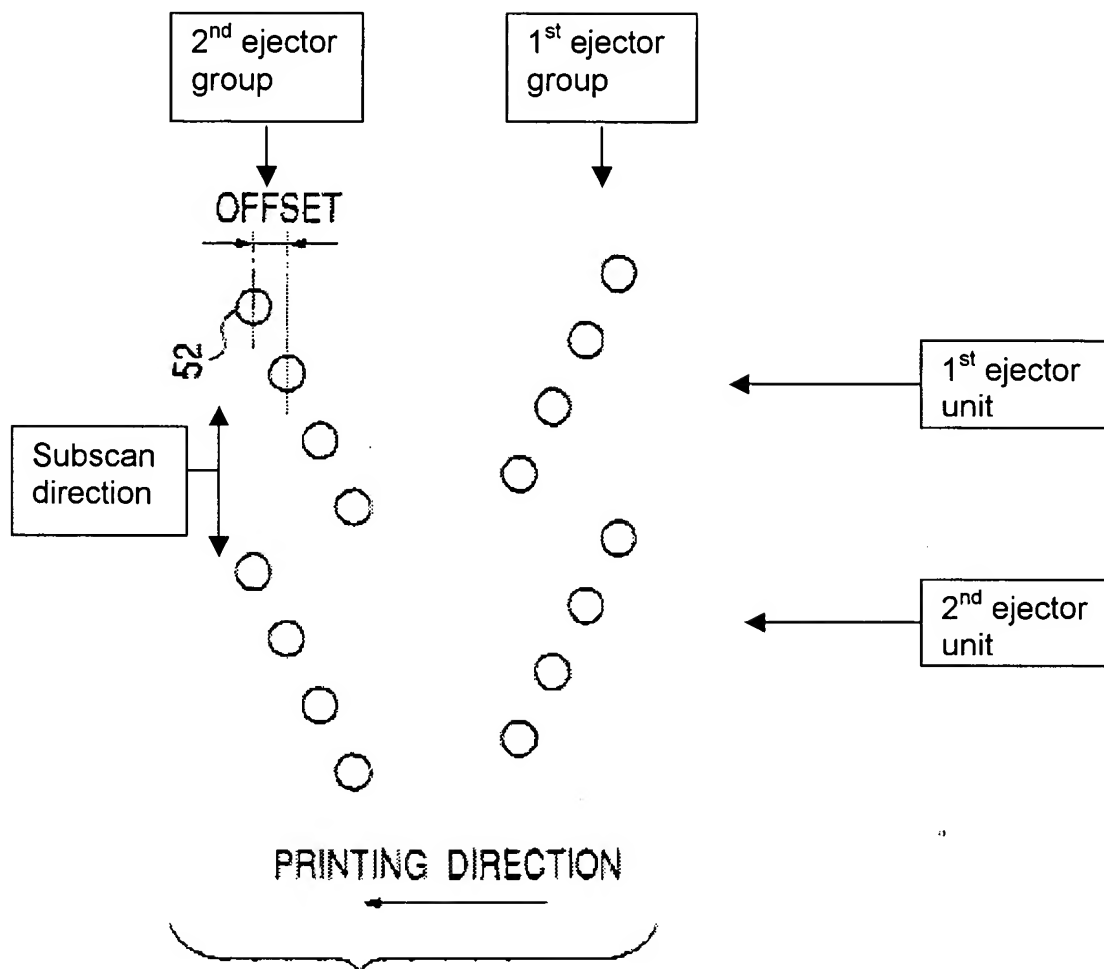 2nd ejector
group
1st ejector
group
OFFSET
52
1st ejector
unit
Subscan
direction
2nd ejector
unit
PRINTING DIRECTION